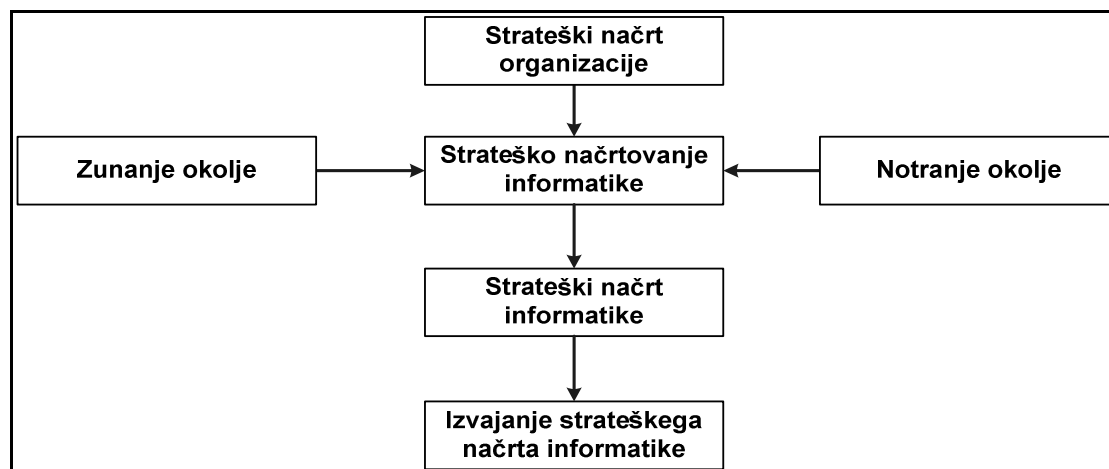 Strateški načrt
organizacije
Zunanje okolje
Strateško načrtovanje
informatike
Notranje okolje
Strateški načrt
informatike
Izvajanje strateškega
načrta informatike